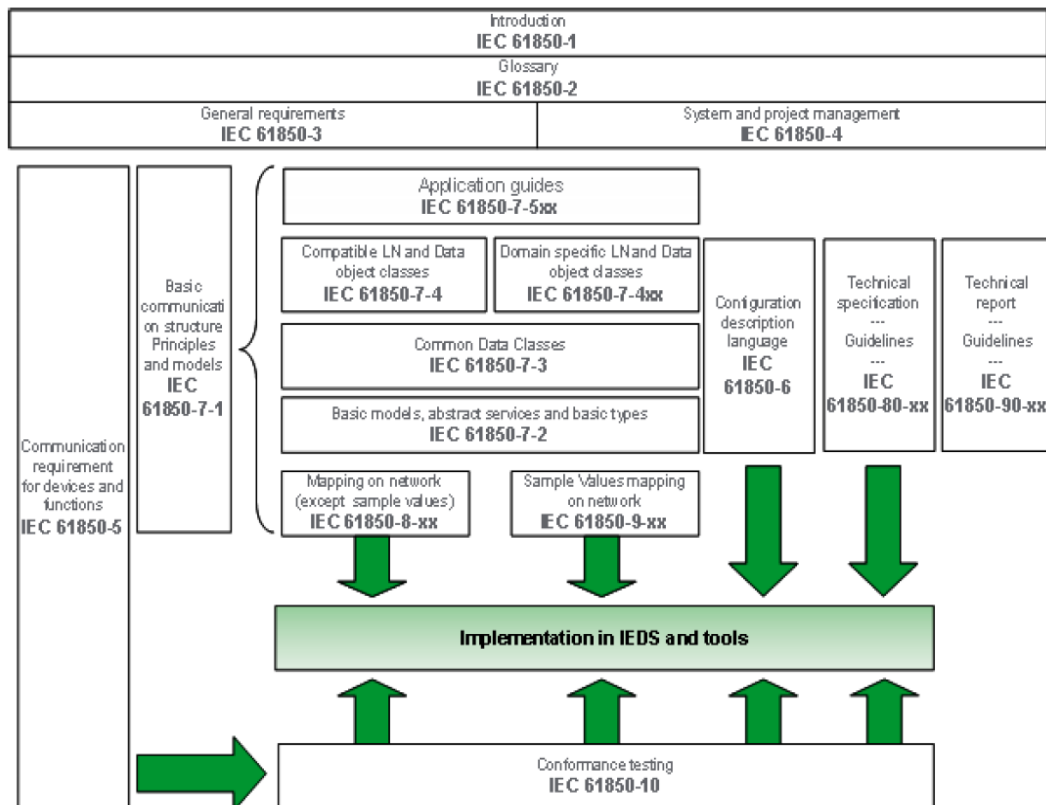 Introduction
IEC 61850-1
Glossary
IEC 61850-2
General requirements
IEC 61850-3
System and project management
IEC 61850-4
Communication
requirement
for devices and
functions
IEC 61850-5
Basic
communicati
on structure
Principles
and models
IEC
61850-7-1
Application guides
IEC 61850-7-5xx
Compatible LN and Data
object classes
IEC 61850-7-4
Domain specific LN and Data
object classes
IEC 61850-7-4xx
Common Data Classes
IEC 61850-7-3
Basic models, abstract services and basic types
IEC 61850-7-2
Mapping on network
(except sample values)
IEC 61850-8-xx
Sample Values mapping
on network
IEC 61850-9-xx
Configuration
description
language
IEC
61850-6
Technical
specification
---
Guidelines
---
IEC
61850-80-xx
Technical
report
---
Guidelines
---
IEC
61850-90-xx
Implementation in IEDS and tools
Conformance testing
IEC 61850-10